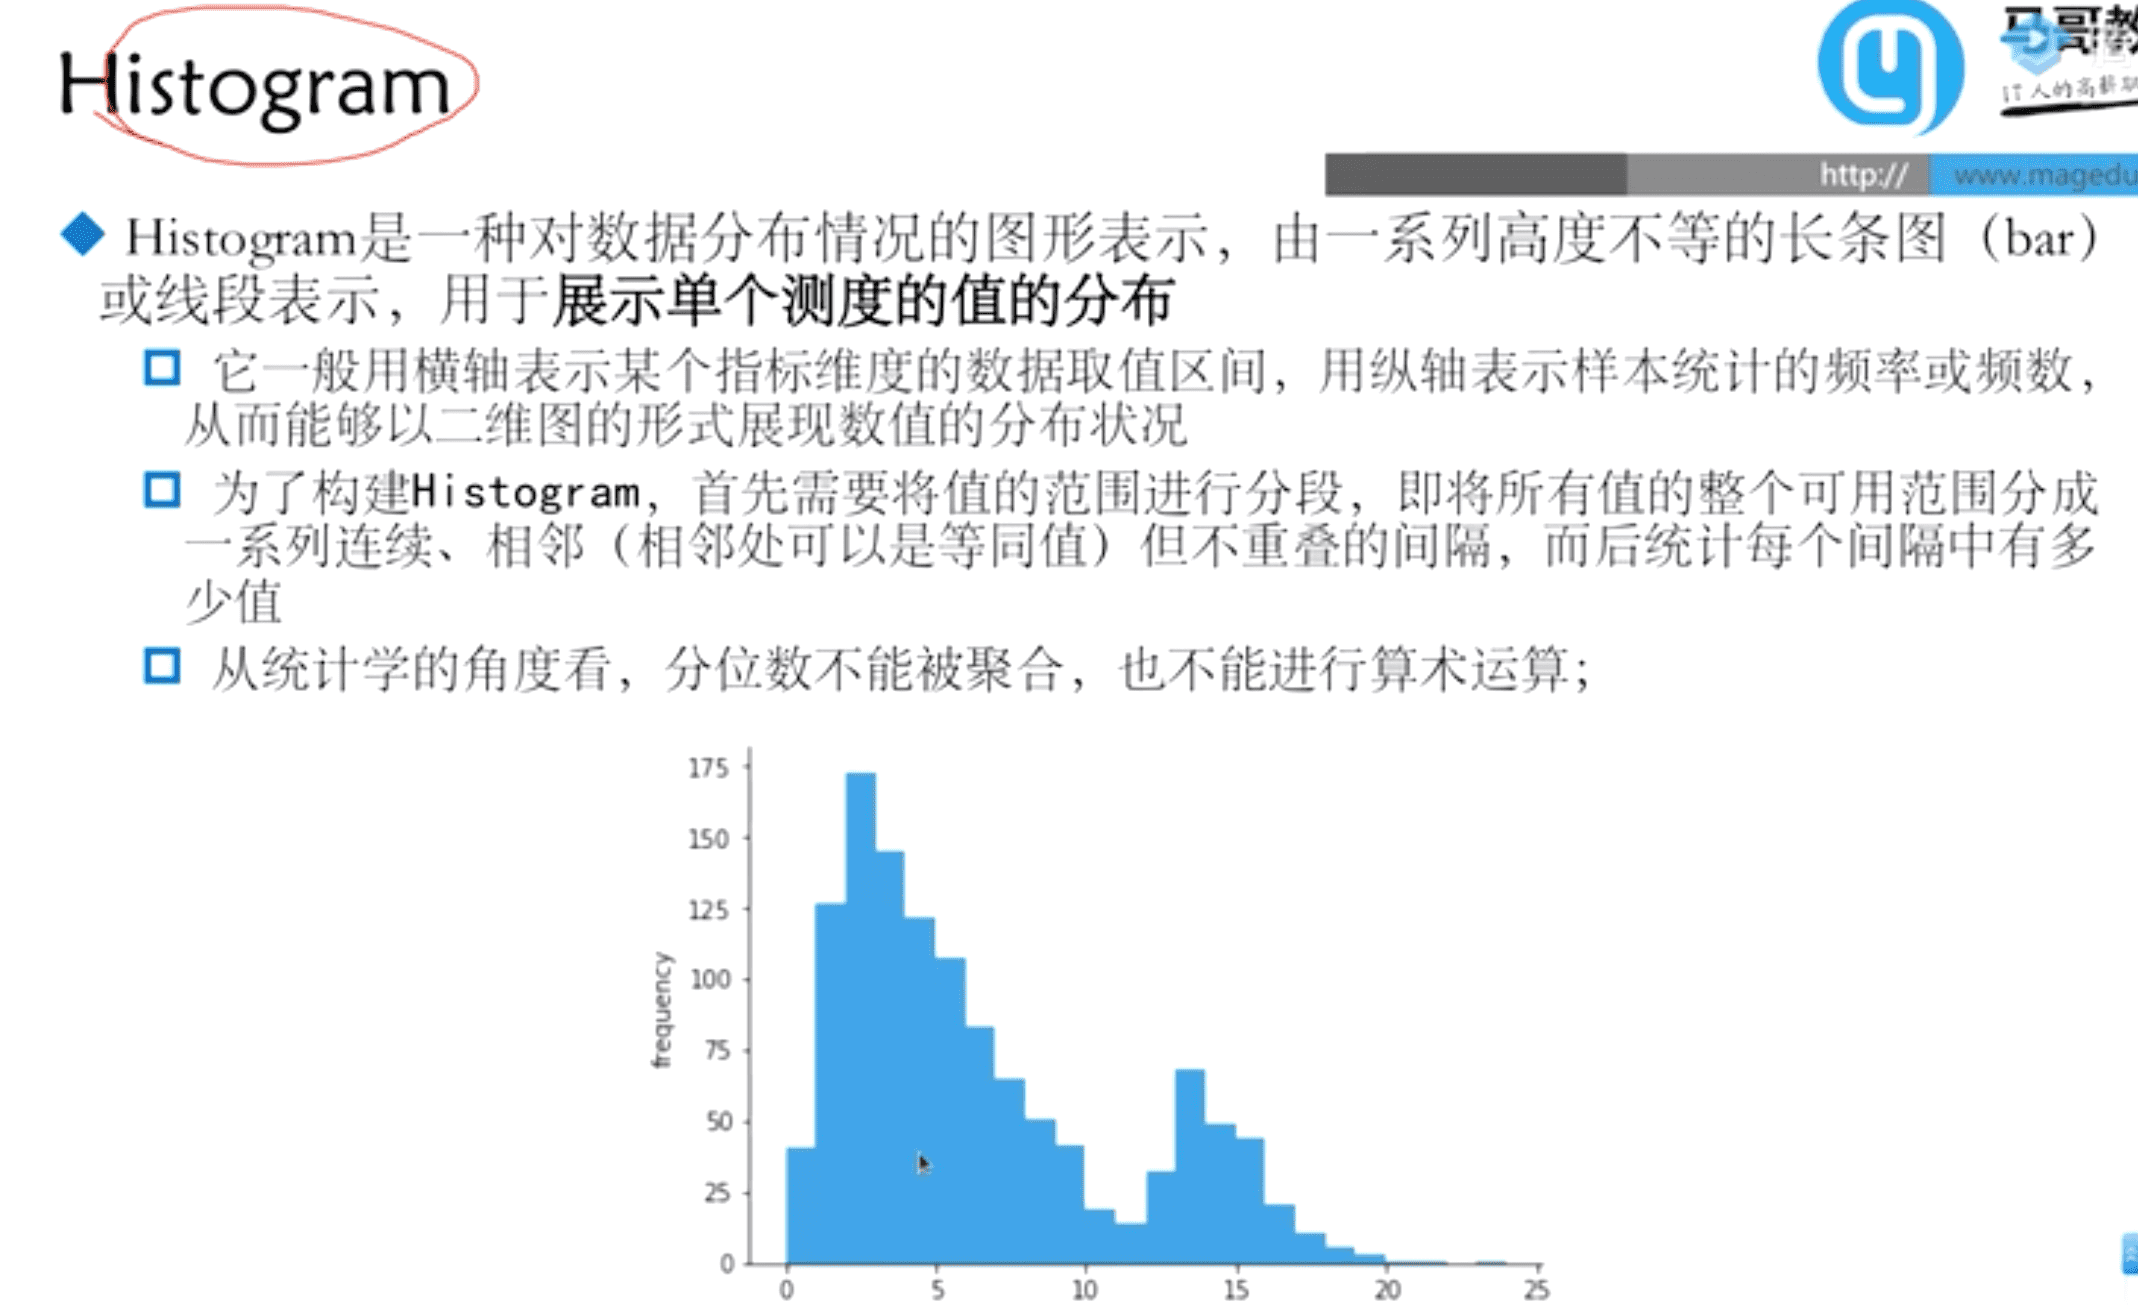 Histogram
IT人的高薪
http:// www.magedu
Histogram是一种对数据分布情况的图形表示，由一系列高度不等的长条图（bar）
或线段表示，用于展示单个测度的值的分布
它一般用横轴表示某个指标维度的数据取值区间，用纵轴表示样本统计的频率或频数，
从而能够以二维图的形式展现数值的分布状况
为了构建Histogram，首先需要将值的范围进行分段，即将所有值的整个可用范围分成
一系列连续、相邻（相邻处可以是等同值）但不重叠的间隔，而后统计每个间隔中有多
少值
从统计学的角度看，分位数不能被聚合，也不能进行算术运算；
175
150
125
100
75
50
25
0
frequency
0 5 10 15 20 25